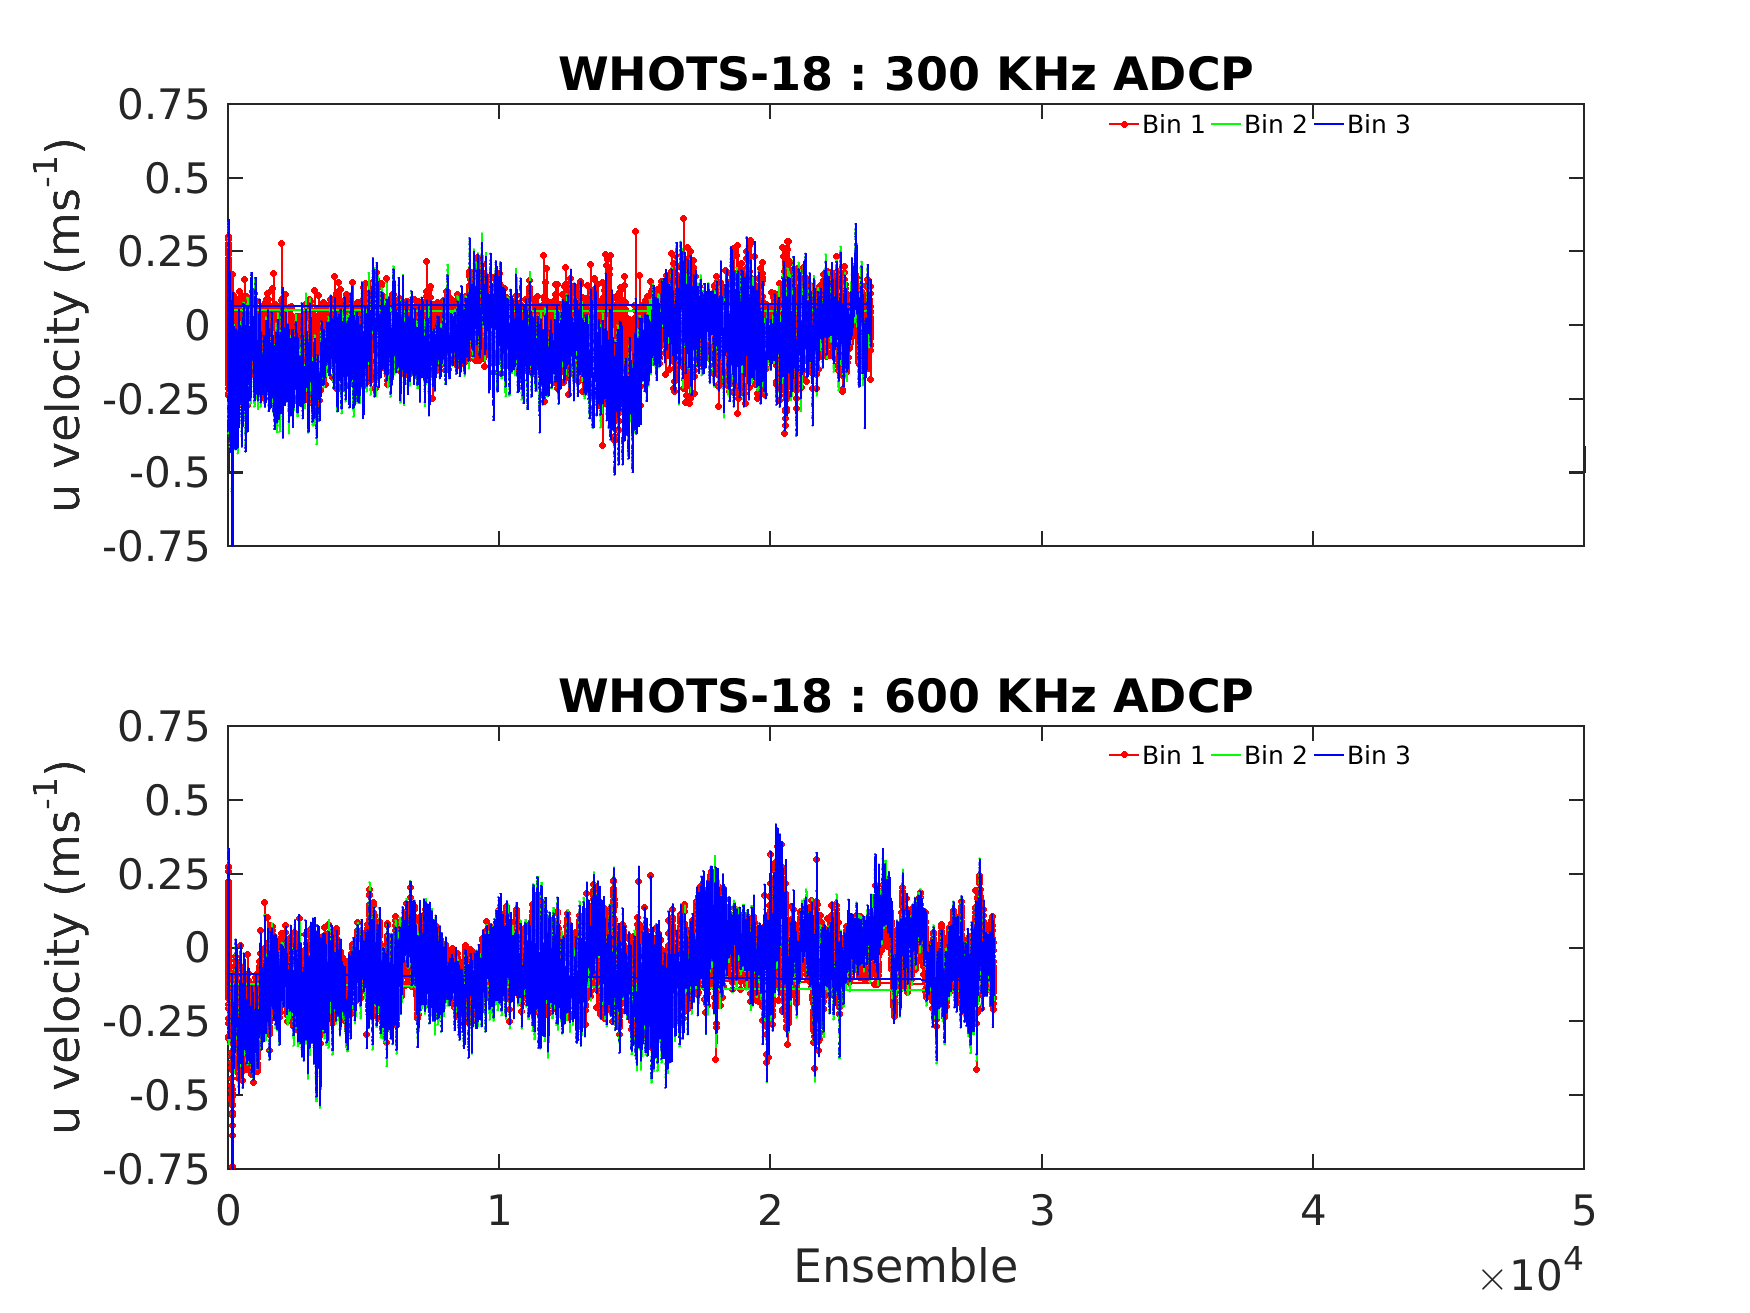 WHOTS-18 : 300 KHz ADCP
u velocity (ms⁻¹)
0.75
0.5
0.25
0
-0.25
-0.5
-0.75
Bin 1 Bin 2 Bin 3
WHOTS-18 : 600 KHz ADCP
u velocity (ms⁻¹)
0.75
0.5
0.25
0
-0.25
-0.5
-0.75
Bin 1 Bin 2 Bin 3
0 1 2 3 4 5
Ensemble
×10⁴